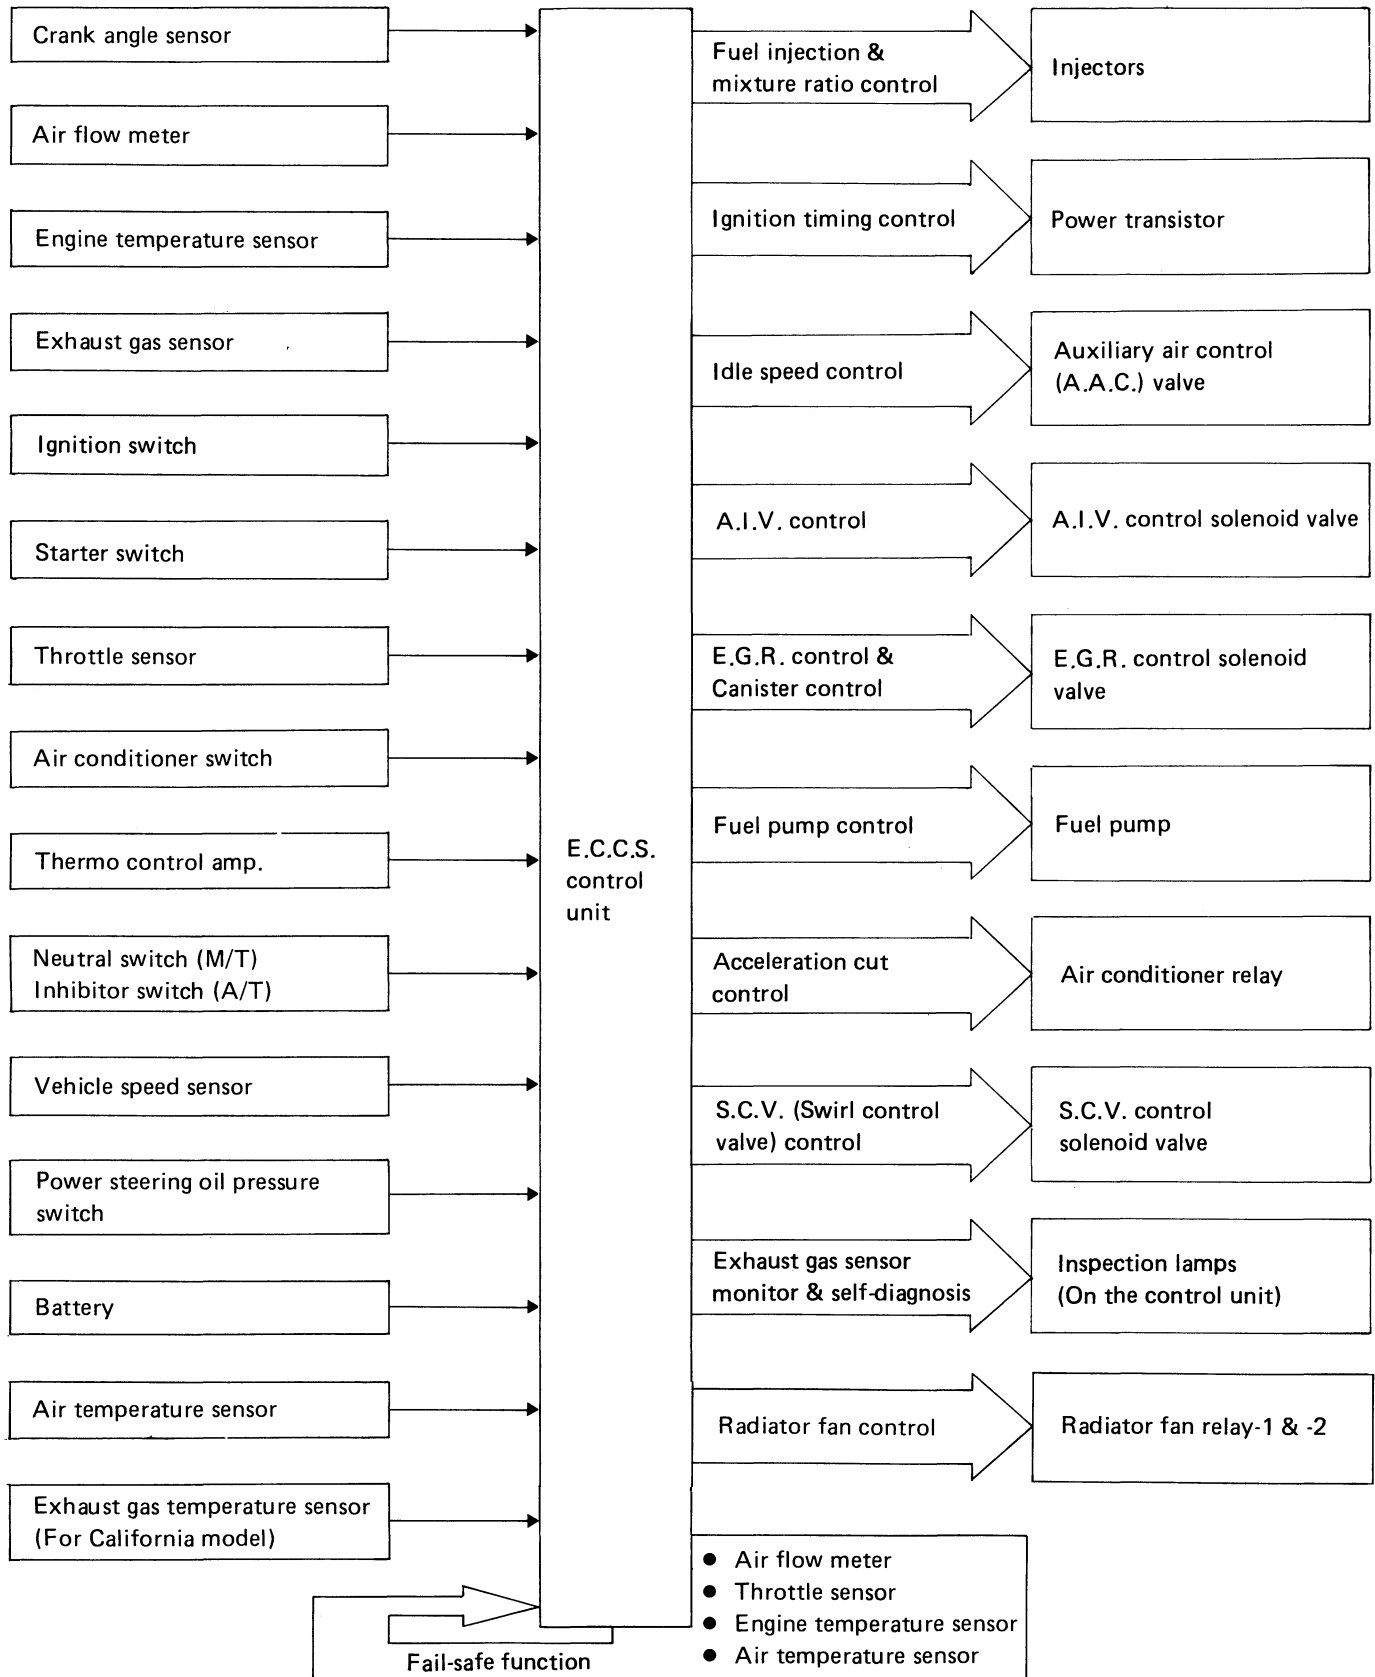 Crank angle sensor
Air flow meter
Engine temperature sensor
Exhaust gas sensor
Ignition switch
Starter switch
Throttle sensor
Air conditioner switch
Thermo control amp.
Neutral switch (M/T)
Inhibitor switch (A/T)
Vehicle speed sensor
Power steering oil pressure
switch
Battery
Air temperature sensor
Exhaust gas temperature sensor
(For California model)
Fail-safe function
E.C.C.S.
control
unit
Fuel injection &
mixture ratio control
Injectors
Ignition timing control
Power transistor
Idle speed control
Auxiliary air control
(A.A.C.) valve
A.I.V. control
A.I.V. control solenoid valve
E.G.R. control &
Canister control
E.G.R. control solenoid
valve
Fuel pump control
Fuel pump
Acceleration cut
control
Air conditioner relay
S.C.V. (Swirl control
valve) control
S.C.V. control
solenoid valve
Exhaust gas sensor
monitor & self-diagnosis
Inspection lamps
(On the control unit)
Radiator fan control
Radiator fan relay-1 & -2
● Air flow meter
● Throttle sensor
● Engine temperature sensor
● Air temperature sensor